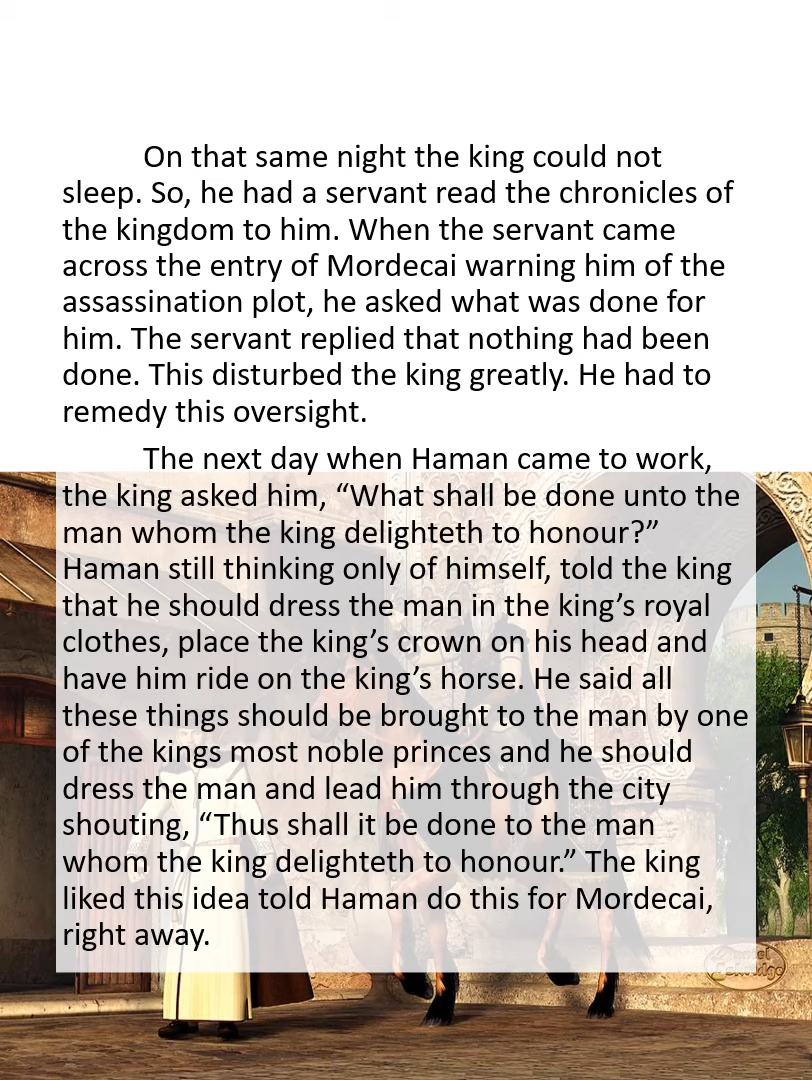 On that same night the king could not
sleep. So, he had a servant read the chronicles of
the kingdom to him. When the servant came
across the entry of Mordecai warning him of the
assassination plot, he asked what was done for
him. The servant replied that nothing had been
done. This disturbed the king greatly. He had to
remedy this oversight.
The next day when Haman came to work,
the king asked him, “What shall be done unto the
man whom the king delighteth to honour?”
Haman still thinking only of himself, told the king
that he should dress the man in the king’s royal
clothes, place the king’s crown on his head and
have him ride on the king’s horse. He said all
these things should be brought to the man by one
of the kings most noble princes and he should
dress the man and lead him through the city
shouting, “Thus shall it be done to the man
whom the king delighteth to honour.” The king
liked this idea told Haman do this for Mordecai,
right away.